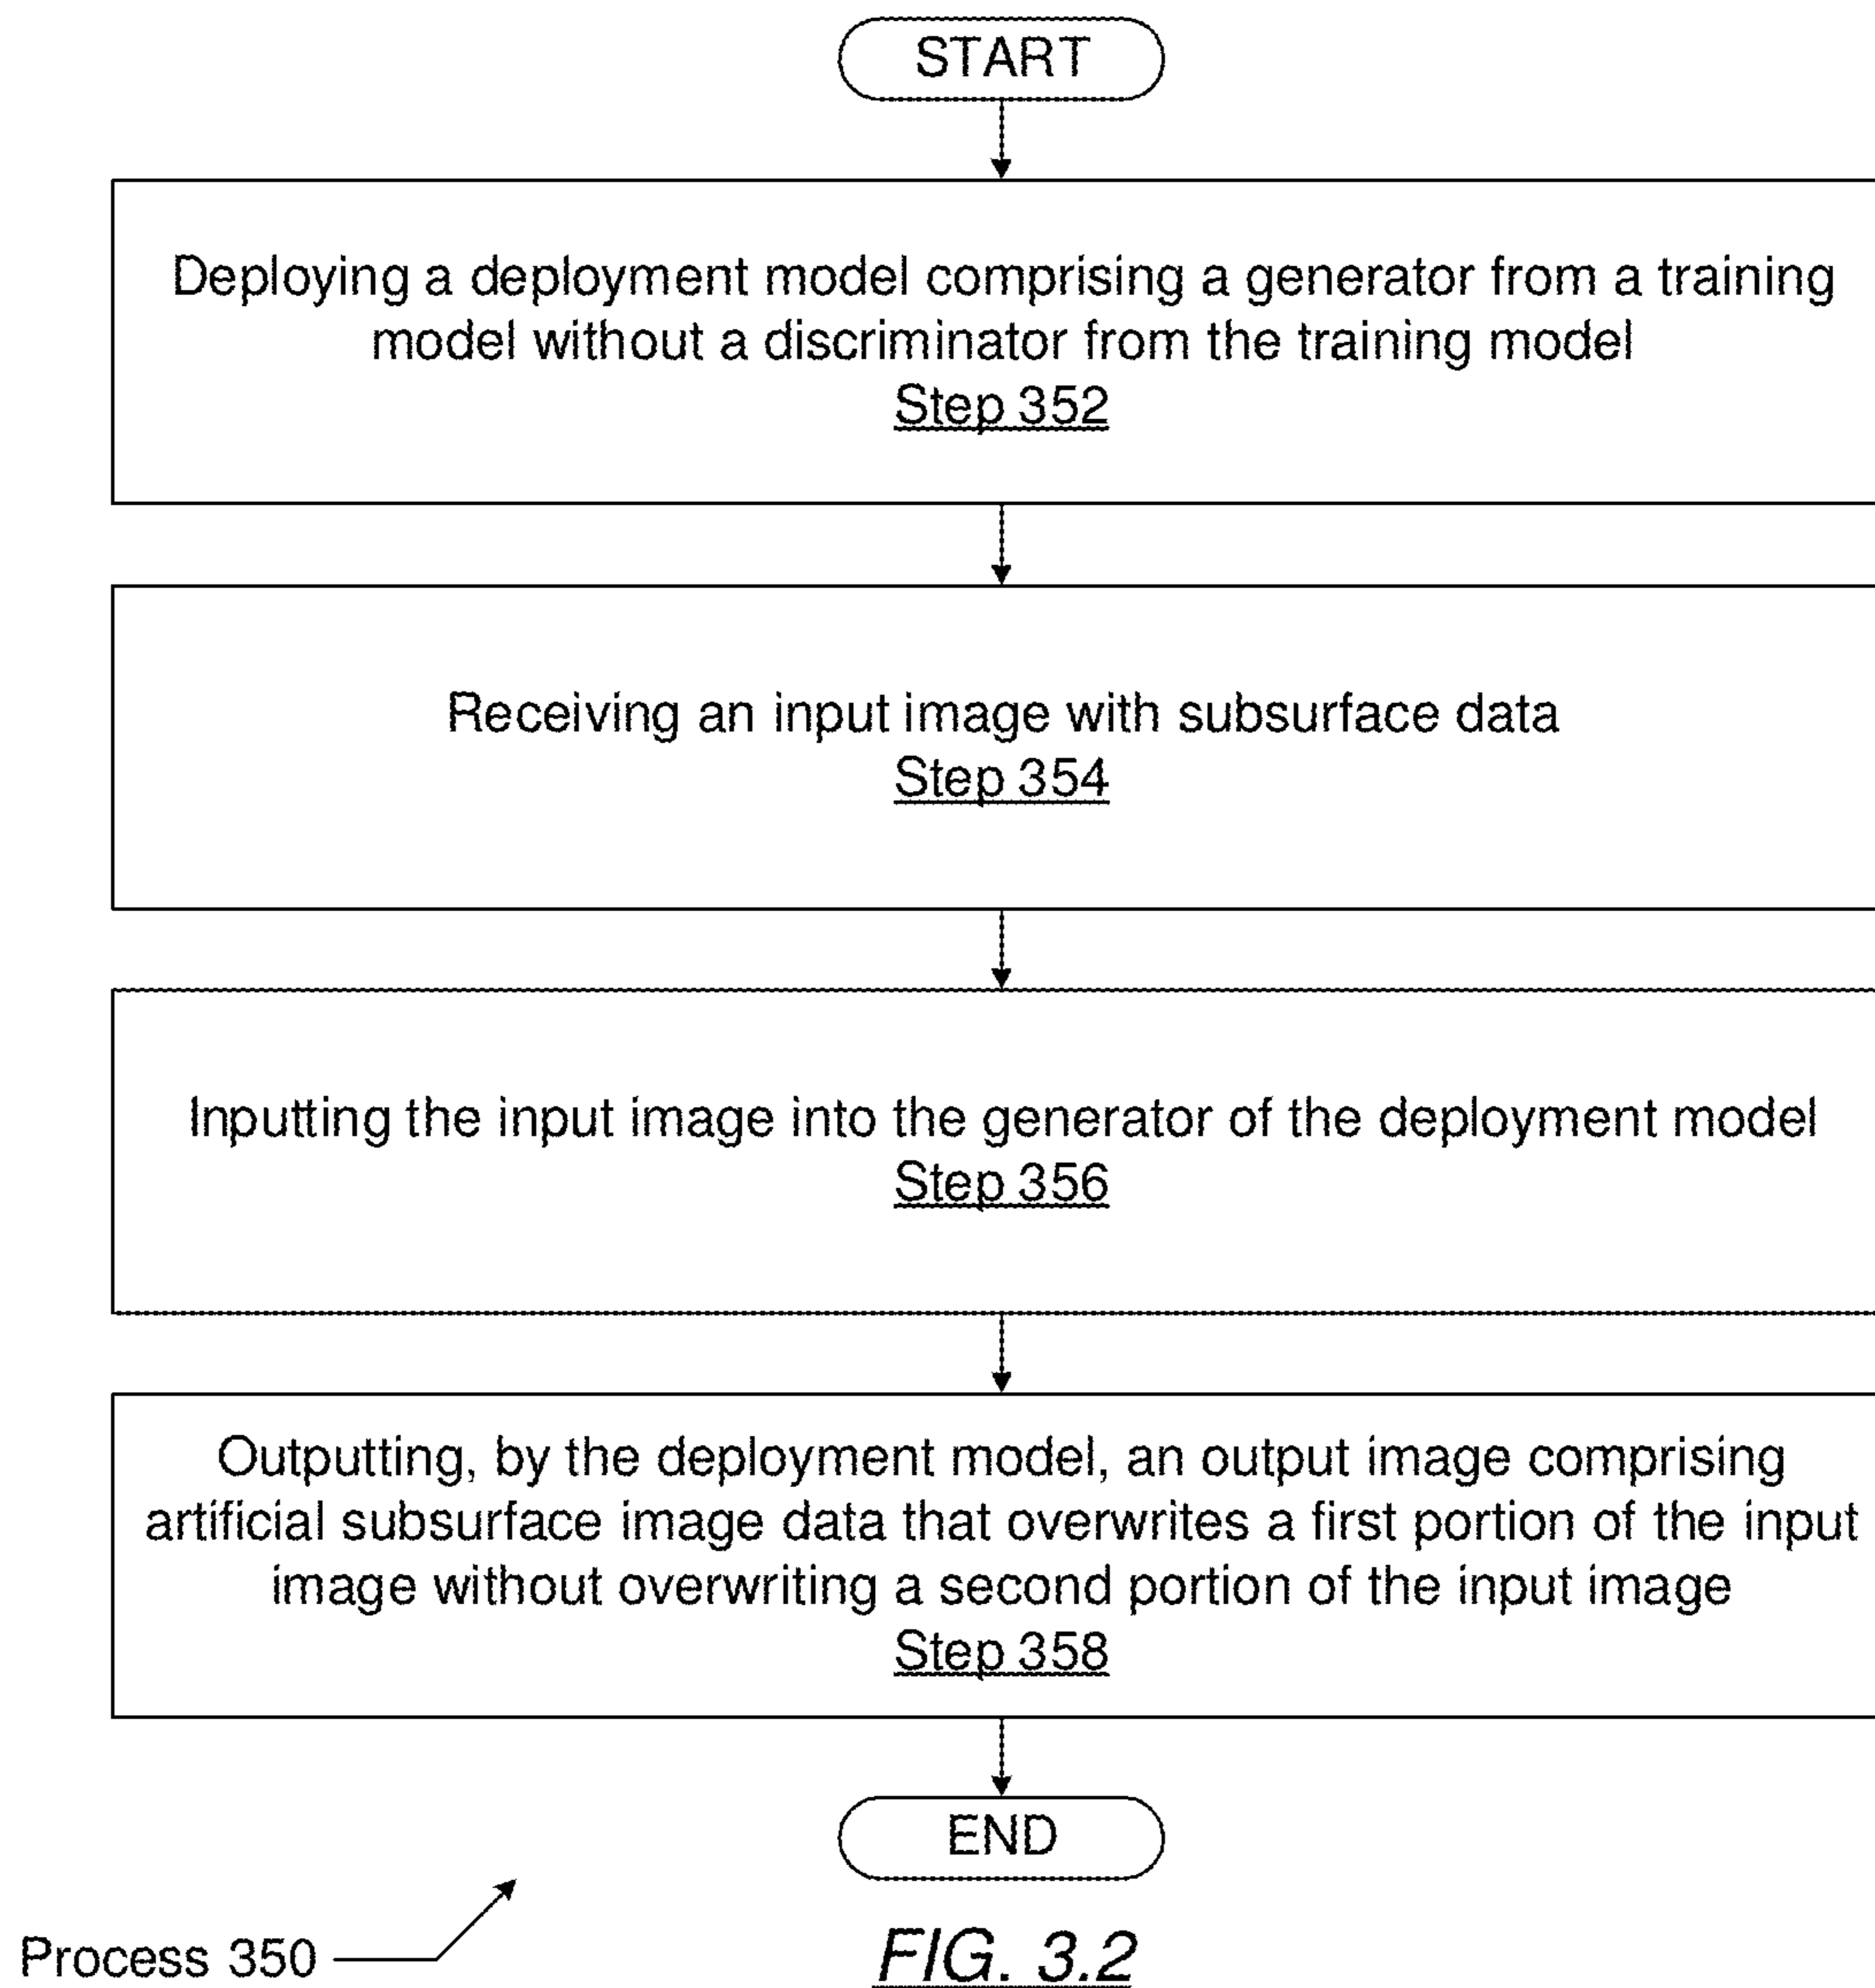 START
Deploying a deployment model comprising a generator from a training
model without a discriminator from the training model
Step 352
Receiving an input image with subsurface data
Step 354
Inputting the input image into the generator of the deployment model
Step 356
Outputting, by the deployment model, an output image comprising
artificial subsurface image data that overwrites a first portion of the input
image without overwriting a second portion of the input image
Step 358
END
Process 350
FIG. 3.2